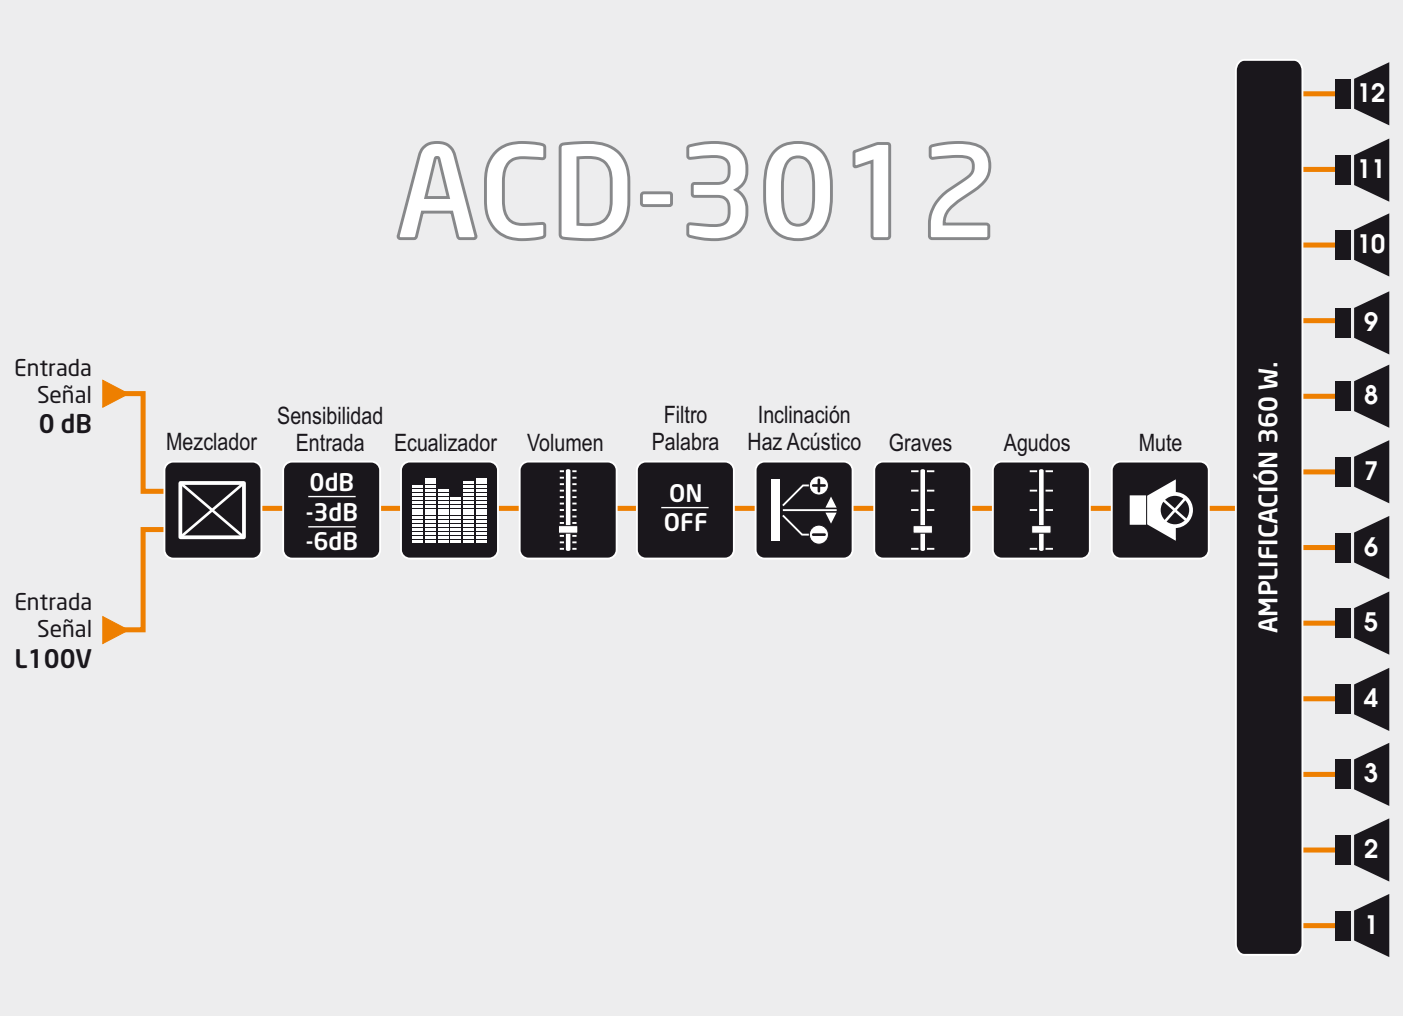 ACD-3012
Entrada
Señal
0 dB
Entrada
Señal
L100V
Mezclador
Sensibilidad
Entrada
0dB
-3dB
-6dB
Ecualizador
Volumen
Filtro
Palabra
ON
OFF
Inclinación
Haz Acústico
Graves
Agudos
Mute
AMPLIFICACIÓN 360 W.
12
11
10
9
8
7
6
5
4
3
2
1